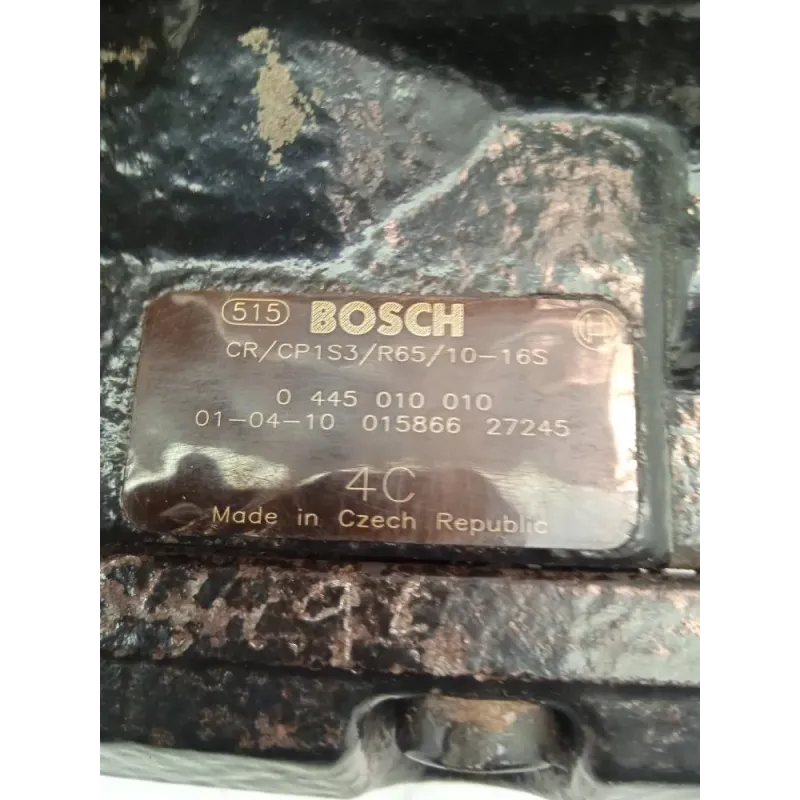 515 BOSCH
CR/CP1S3/R65/10-16S
0 445 010 010
01-04-10 015866 27245
4C
Made in Czech Republic